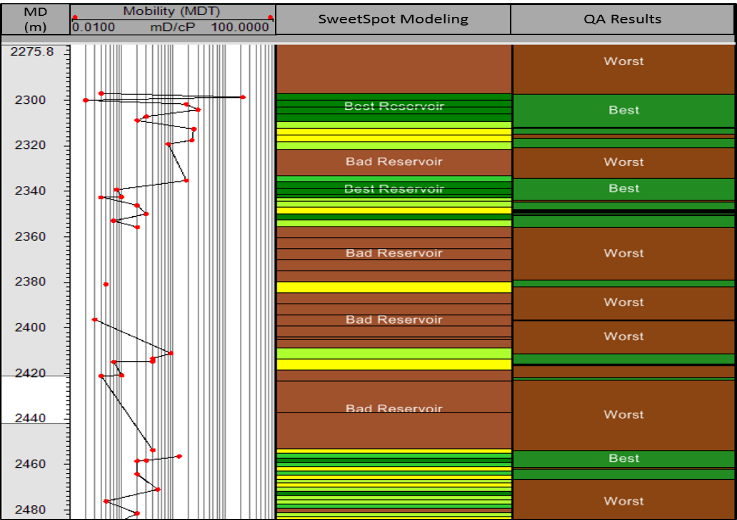 MD
(m)
Mobility (MDT)
0.0100 mD/cP 100.0000
SweetSpot Modeling
QA Results
2275.8
2300
2320
2340
2360
2380
2400
2420
2440
2460
2480
Best Reservoir
Bad Reservoir
Best Reservoir
Bad Reservoir
Bad Reservoir
Bad Reservoir
Worst
Best
Worst
Best
Worst
Worst
Worst
Worst
Best
Worst